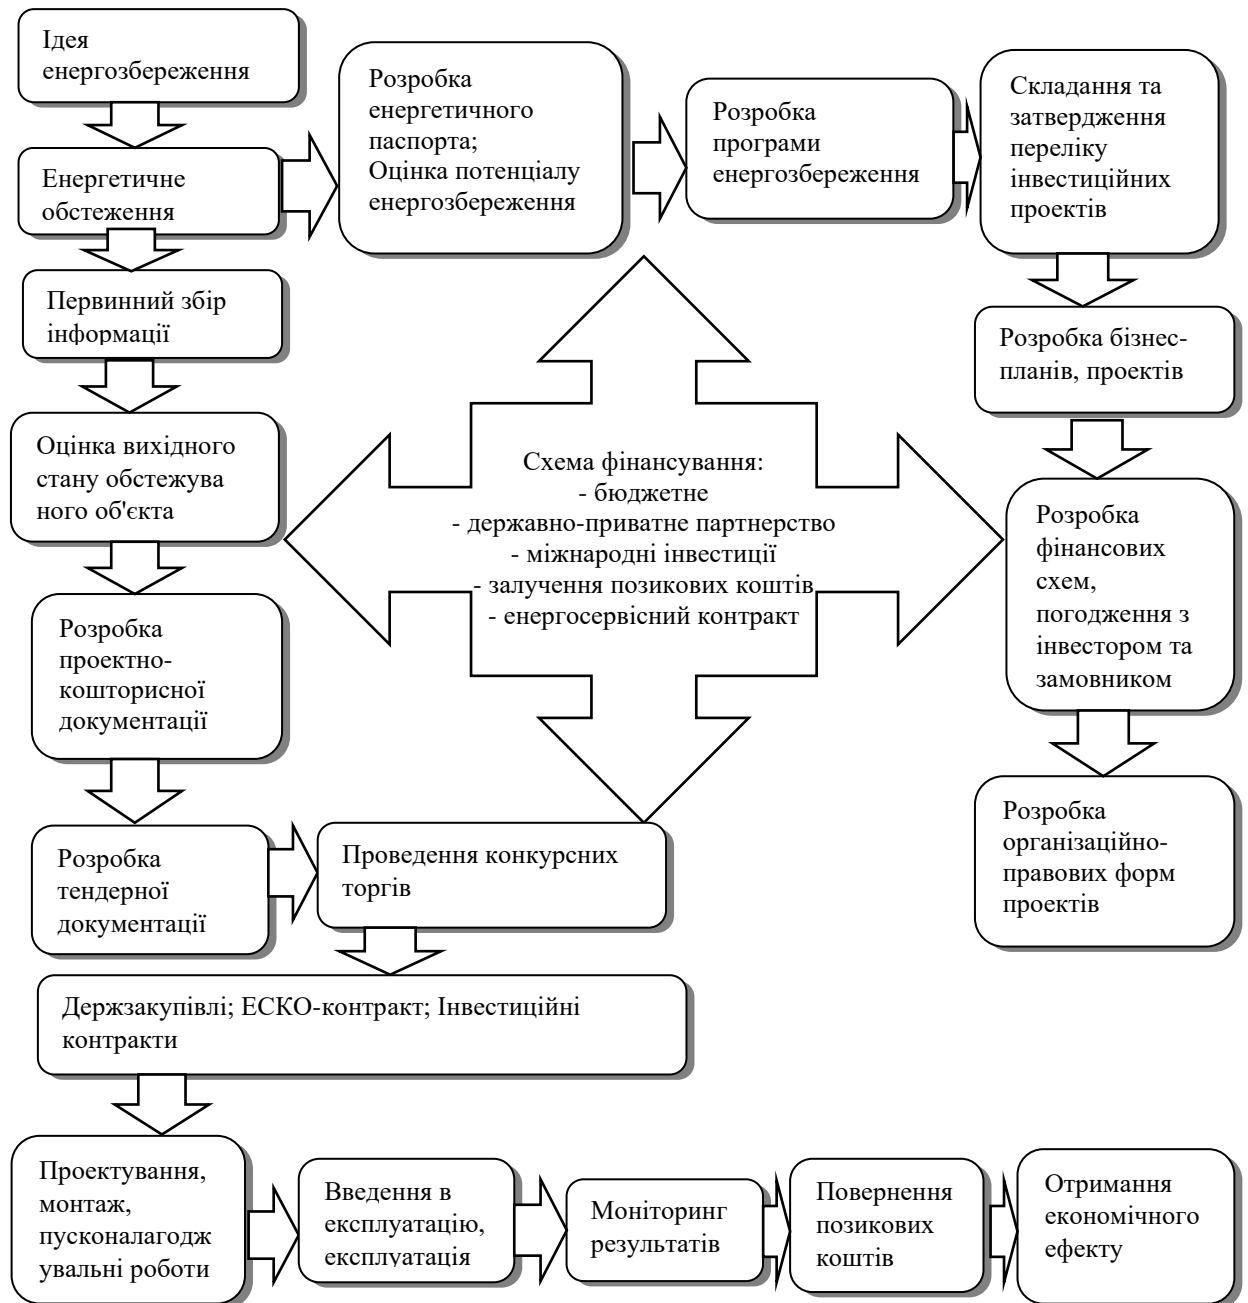 Ідея
енергозбереження
Енергетичне
обстеження
Розробка
енергетичного
паспорта;
Оцінка потенціалу
енергозбереження
Розробка
програми
енергозбереження
Складання та
затвердження
переліку
інвестиційних
проектів
Первинний збір
інформації
Розробка бізнес-
планів, проектів
Оцінка вихідного
стану обстежува
ного об'єкта
Схема фінансування:
- бюджетне
- державно-приватне партнерство
- міжнародні інвестиції
- залучення позикових коштів
- енергосервісний контракт
Розробка
фінансових
схем,
погодження з
інвестором та
замовником
Розробка
проектно-
кошторисної
документації
Розробка
тендерної
документації
Проведення конкурсних
торгів
Розробка
організаційно-
правових форм
проектів
Держзакупівлі; ЕСКО-контракт; Інвестиційні
контракти
Проектування,
монтаж,
пусконалагодж
увальні роботи
Введення в
експлуатацію,
експлуатація
Моніторинг
результатів
Повернення
позикових
коштів
Отримання
економічного
ефекту